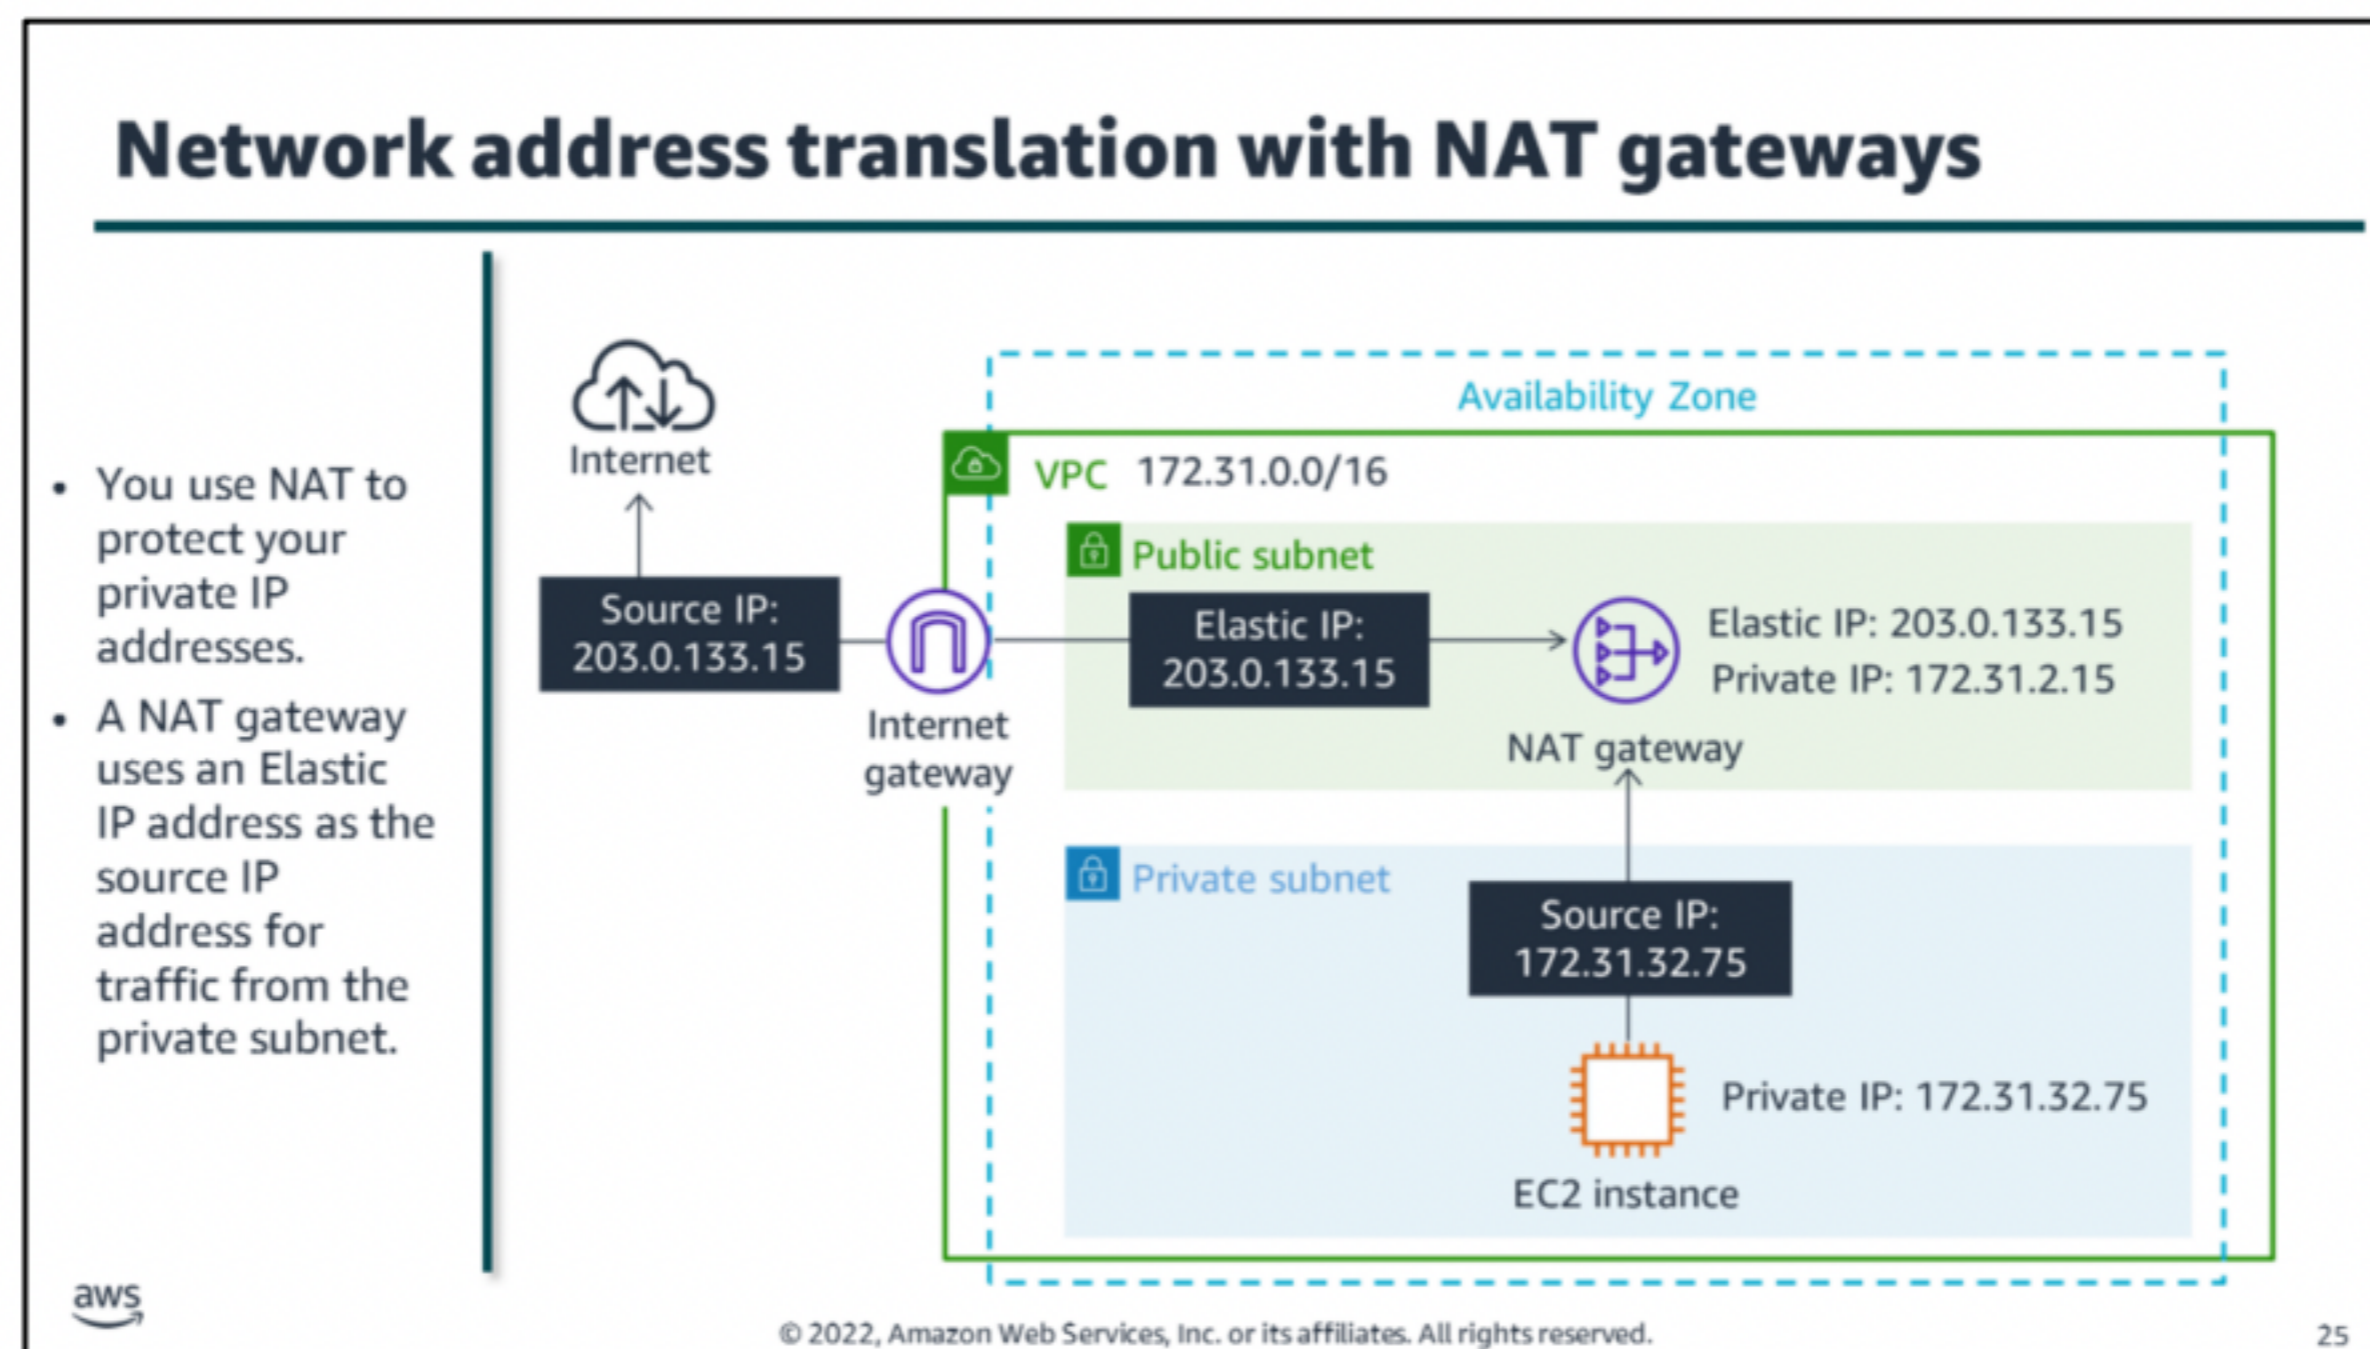 Network address translation with NAT gateways
• You use NAT to
protect your
private IP
addresses.
• A NAT gateway
uses an Elastic
IP address as the
source IP
address for
traffic from the
private subnet.
Internet
Source IP:
203.0.133.15
Internet
gateway
Availability Zone
VPC 172.31.0.0/16
Public subnet
Elastic IP:
203.0.133.15
Elastic IP: 203.0.133.15
Private IP: 172.31.2.15
NAT gateway
Private subnet
Source IP:
172.31.32.75
Private IP: 172.31.32.75
EC2 instance
aws
© 2022, Amazon Web Services, Inc. or its affiliates. All rights reserved.
25